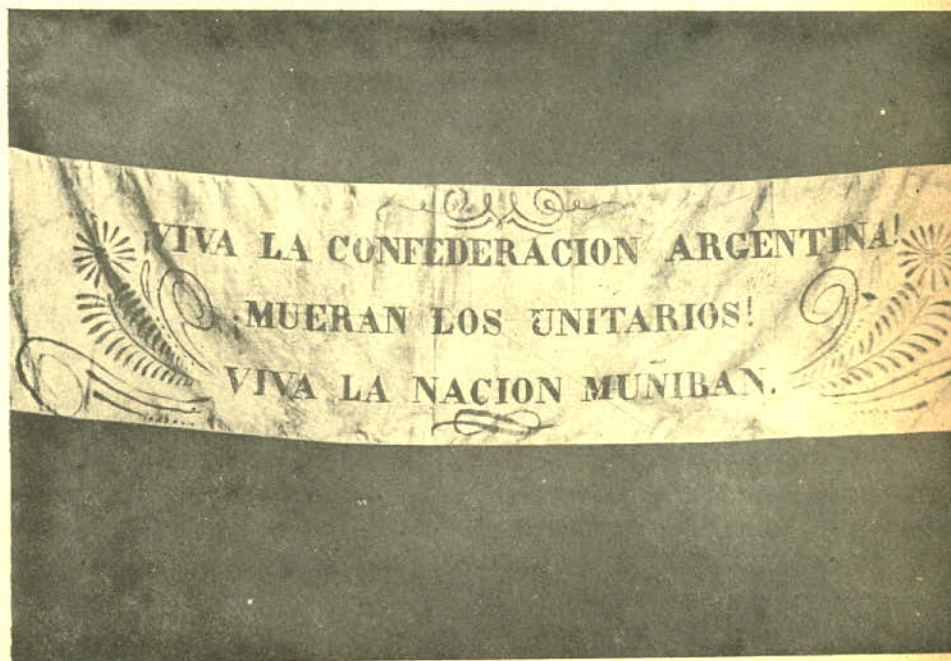 ¡VIVA LA CONFEDERACION ARGENTINA!
¡MUERAN LOS UNITARIOS!
VIVA LA NACION MUÑIBAN.